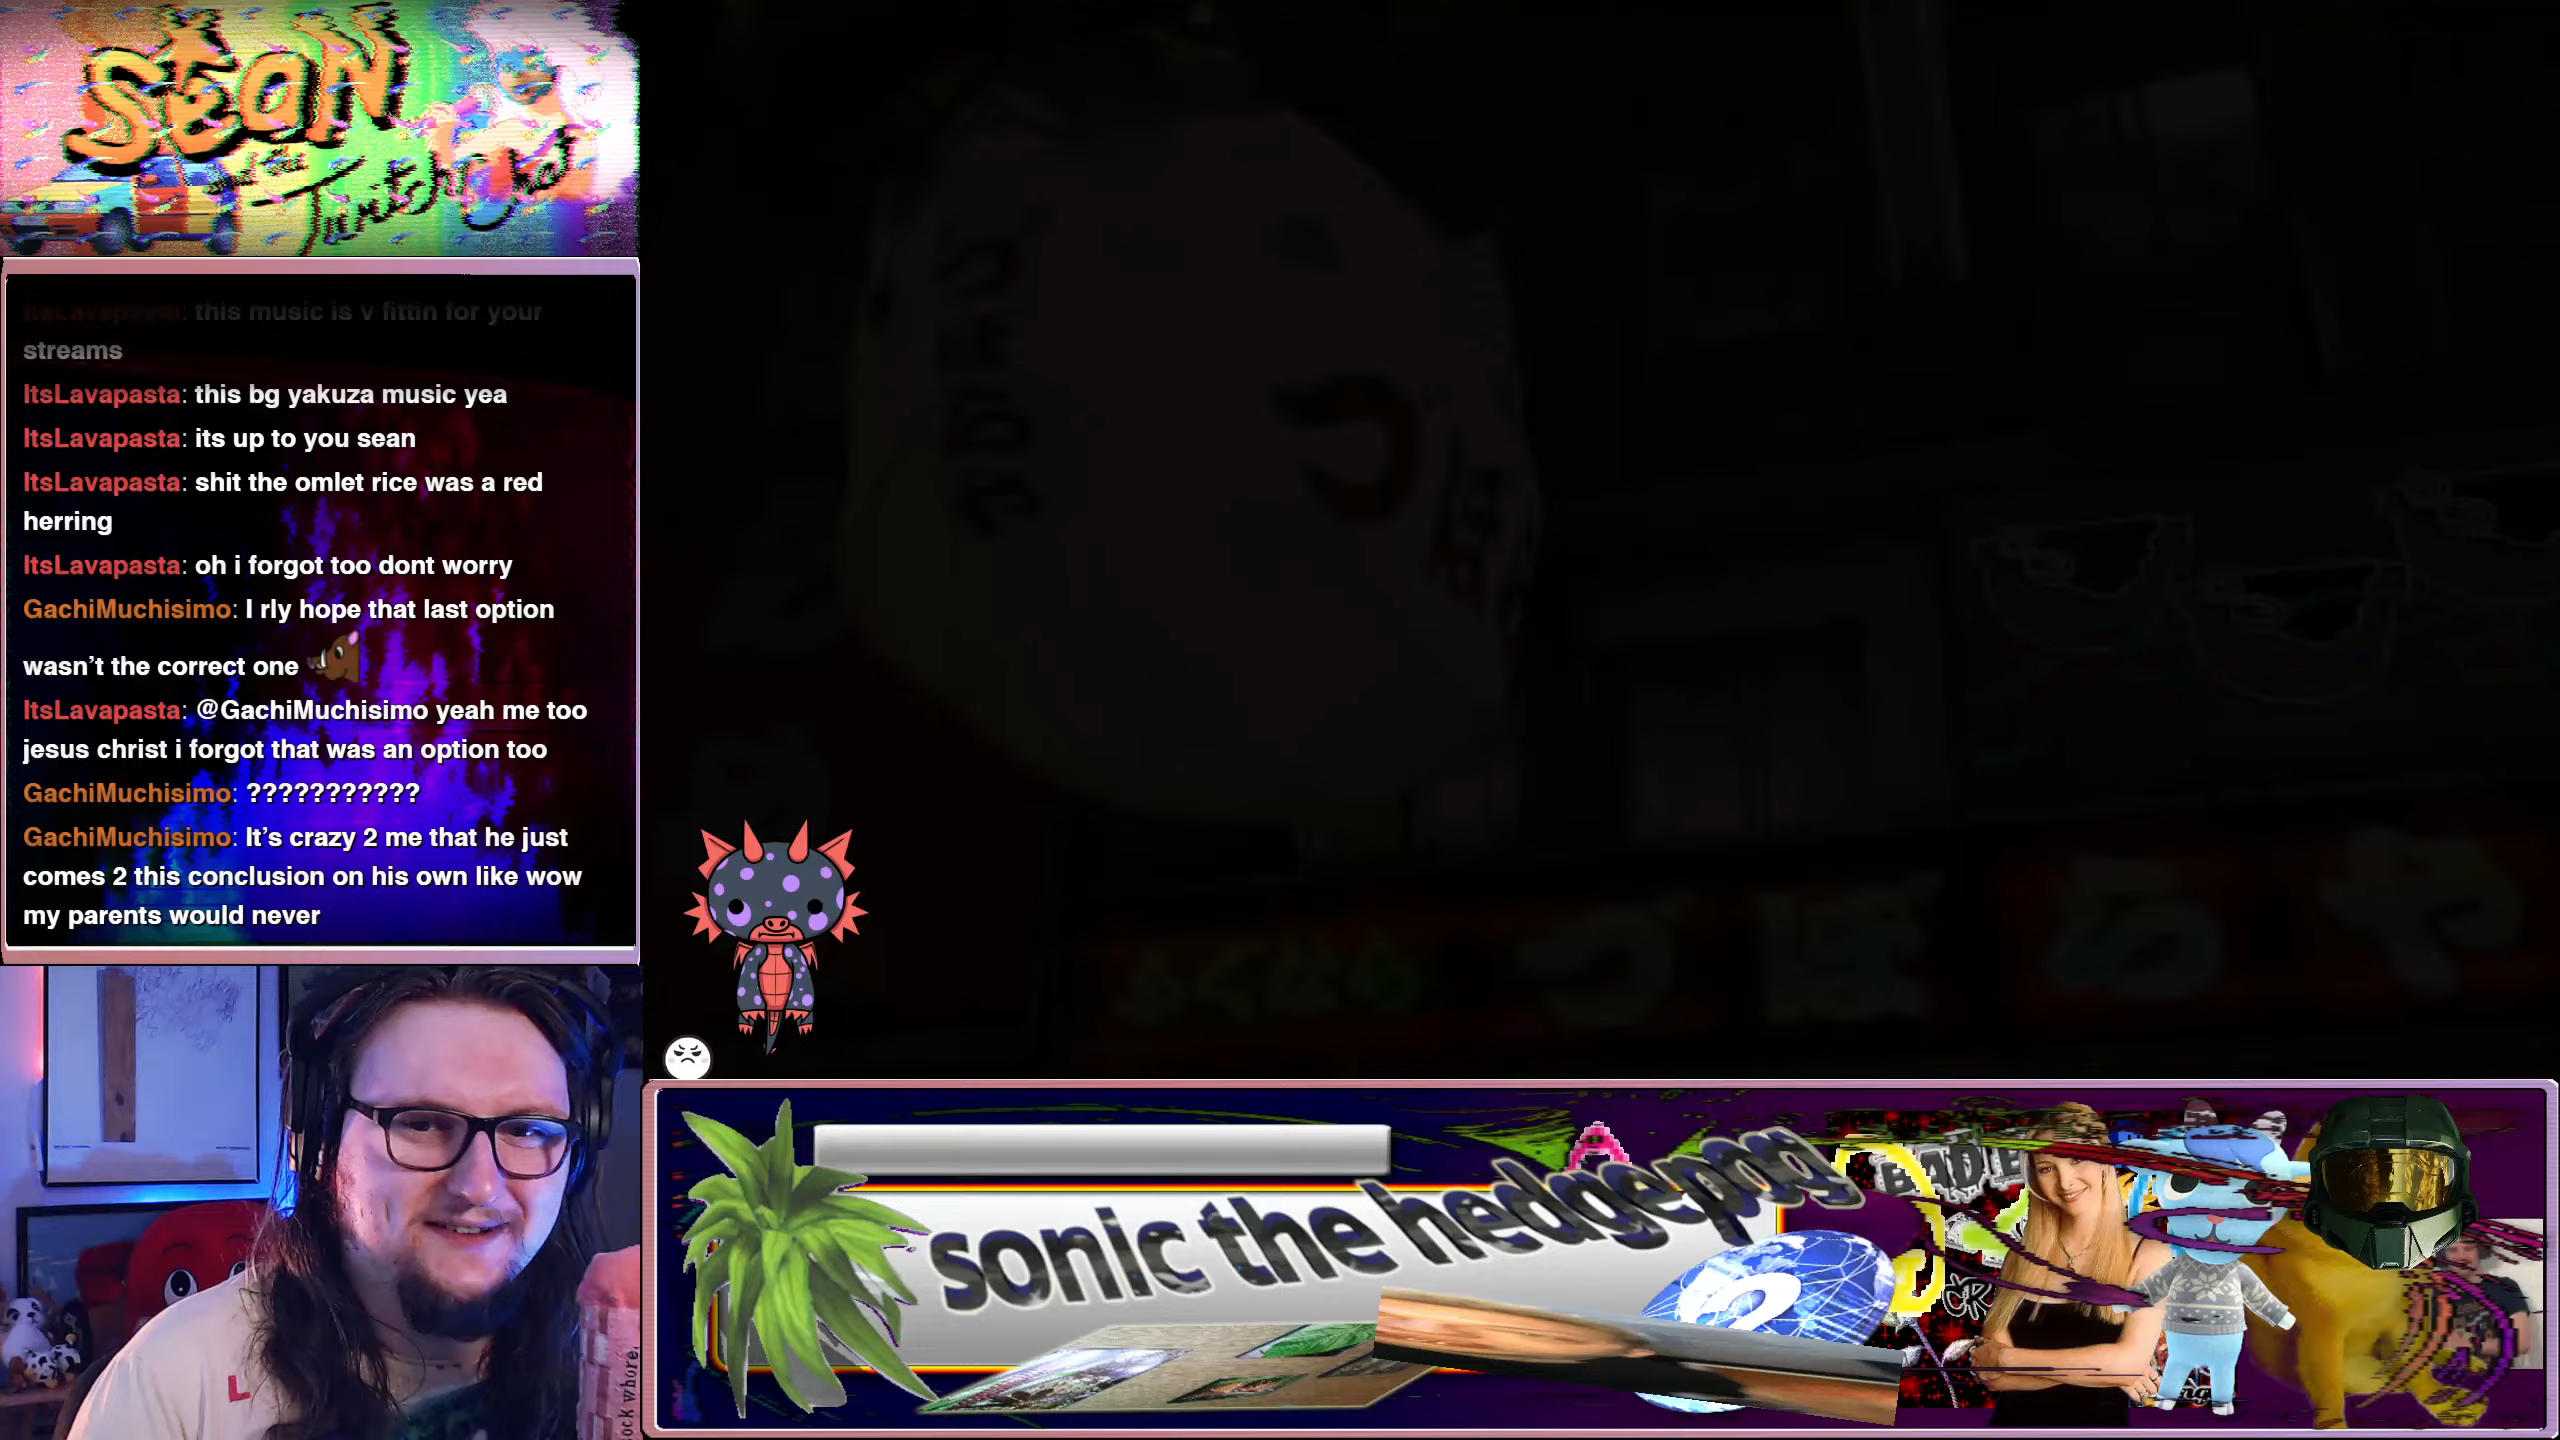 SEAN
ItsLavapasta: this music is v fittin for your
streams
ItsLavapasta: this bg yakuza music yea
ItsLavapasta: its up to you sean
ItsLavapasta: shit the omlet rice was a red
herring
ItsLavapasta: oh i forgot too dont worry
GachiMuchisimo: I rly hope that last option
wasn't the correct one
ItsLavapasta: @GachiMuchisimo yeah me too
jesus christ i forgot that was an option too
GachiMuchisimo: ???????????
GachiMuchisimo: It's crazy 2 me that he just
comes 2 this conclusion on his own like wow
my parents would never
sonic the hedgepog